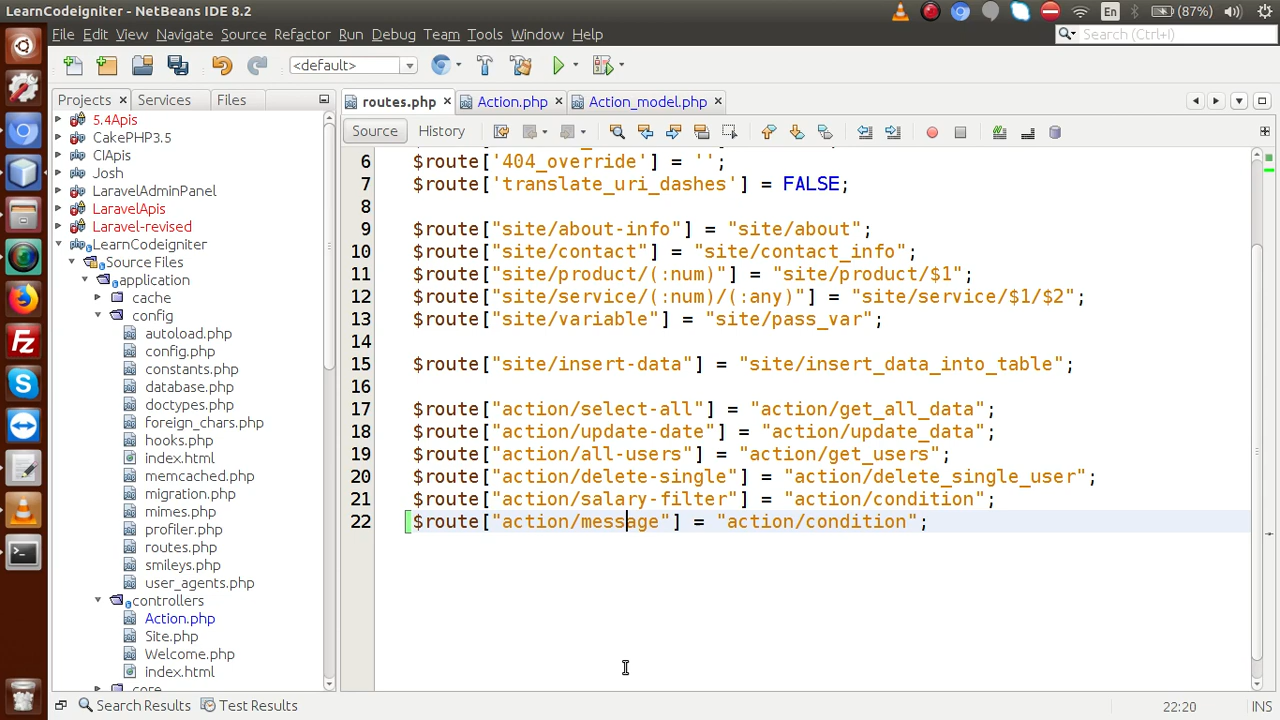 LearnCodeigniter - NetBeans IDE 8.2
En
(87%)
File Edit View Navigate Source Refactor Run Debug Team Tools Window Help
Search (Ctrl+I)
<default>
Projects Services Files
routes.php Action.php Action_model.php
Source History
5.4Apis
CakePHP3.5
CIApis
Josh
LaravelAdminPanel
LaravelApis
Laravel-revised
LearnCodeigniter
Source Files
application
cache
config
autoload.php
config.php
constants.php
database.php
doctypes.php
foreign_chars.php
hooks.php
index.html
memcached.php
migration.php
mimes.php
profiler.php
routes.php
smileys.php
user_agents.php
controllers
Action.php
Site.php
Welcome.php
index.html
core
6 $route['404_override'] = '';
7 $route['translate_uri_dashes'] = FALSE;
8
9 $route["site/about-info"] = "site/about";
10 $route["site/contact"] = "site/contact_info";
11 $route["site/product/(:num)"] = "site/product/$1";
12 $route["site/service/(:num)/(:any)"] = "site/service/$1/$2";
13 $route["site/variable"] = "site/pass_var";
14
15 $route["site/insert-data"] = "site/insert_data_into_table";
16
17 $route["action/select-all"] = "action/get_all_data";
18 $route["action/update-date"] = "action/update_data";
19 $route["action/all-users"] = "action/get_users";
20 $route["action/delete-single"] = "action/delete_single_user";
21 $route["action/salary-filter"] = "action/condition";
22 $route["action/message"] = "action/condition";
Search Results Test Results
22:20 INS